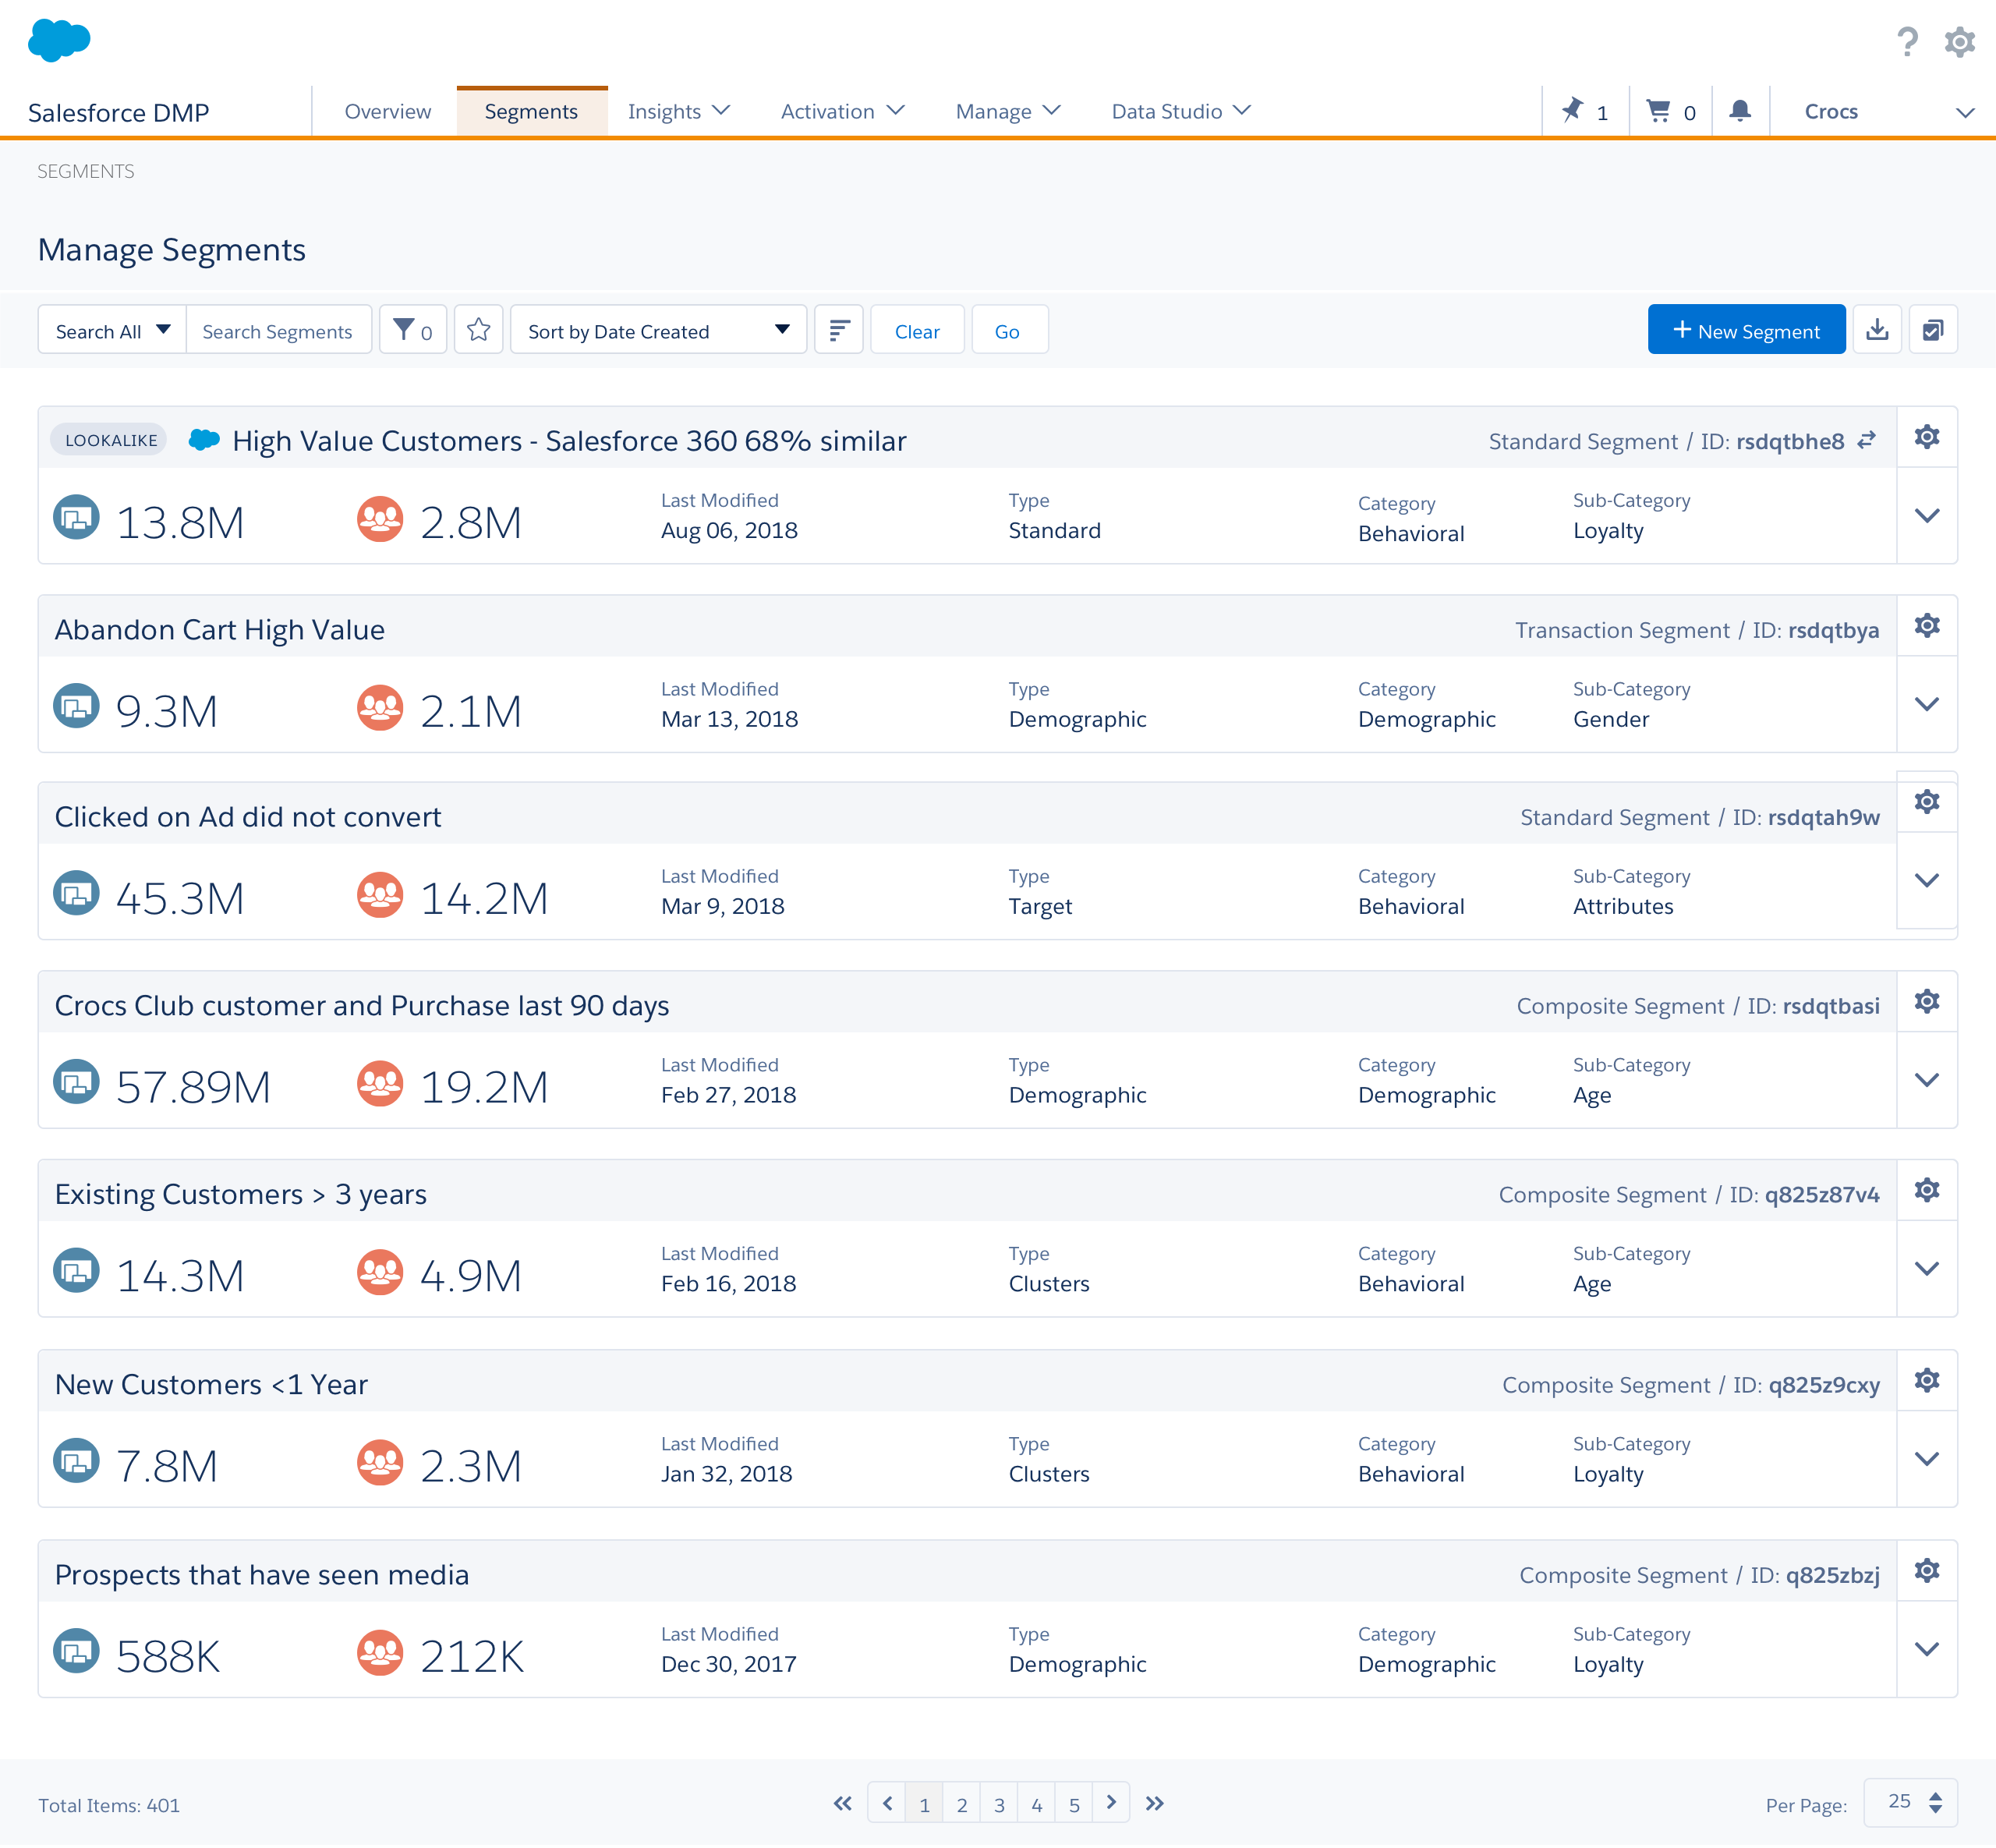 Salesforce DMP
Overview
Segments
Insights
Activation
Manage
Data Studio
1
0
Crocs
SEGMENTS
Manage Segments
Search All
Search Segments
0
Sort by Date Created
Clear
Go
+ New Segment
LOOKALIKE
High Value Customers - Salesforce 360 68% similar
Standard Segment / ID: rsdqtbhe8
13.8M
2.8M
Last Modified
Aug 06, 2018
Type
Standard
Category
Behavioral
Sub-Category
Loyalty
Abandon Cart High Value
Transaction Segment / ID: rsdqtbya
9.3M
2.1M
Last Modified
Mar 13, 2018
Type
Demographic
Category
Demographic
Sub-Category
Gender
Clicked on Ad did not convert
Standard Segment / ID: rsdqtah9w
45.3M
14.2M
Last Modified
Mar 9, 2018
Type
Target
Category
Behavioral
Sub-Category
Attributes
Crocs Club customer and Purchase last 90 days
Composite Segment / ID: rsdqtbasi
57.89M
19.2M
Last Modified
Feb 27, 2018
Type
Demographic
Category
Demographic
Sub-Category
Age
Existing Customers > 3 years
Composite Segment / ID: q825z87v4
14.3M
4.9M
Last Modified
Feb 16, 2018
Type
Clusters
Category
Behavioral
Sub-Category
Age
New Customers <1 Year
Composite Segment / ID: q825z9cxy
7.8M
2.3M
Last Modified
Jan 32, 2018
Type
Clusters
Category
Behavioral
Sub-Category
Loyalty
Prospects that have seen media
Composite Segment / ID: q825zbzj
588K
212K
Last Modified
Dec 30, 2017
Type
Demographic
Category
Demographic
Sub-Category
Loyalty
Total Items: 401
1 2 3 4 5
Per Page: 25